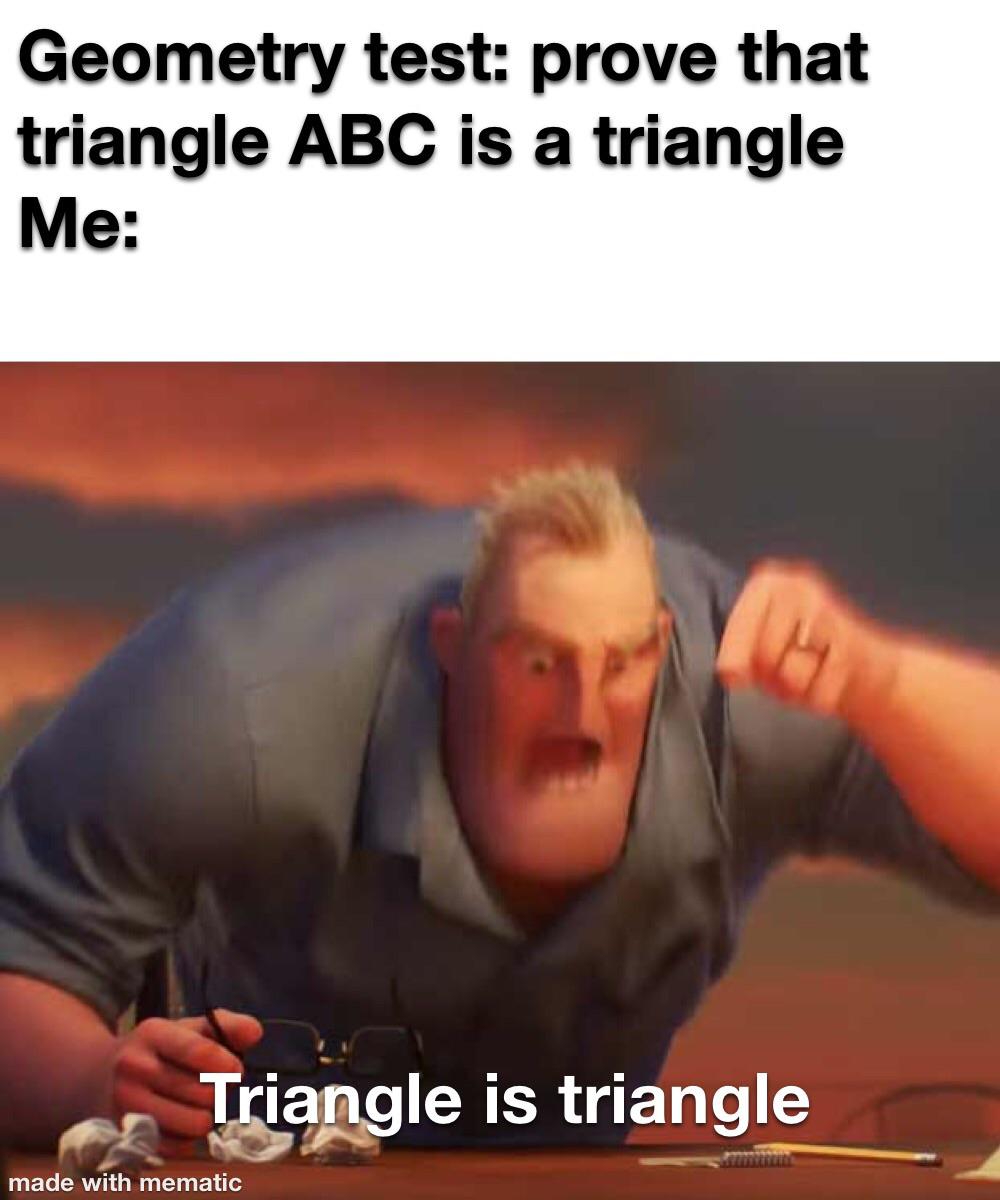 Geometry test: prove that
triangle ABC is a triangle
Me:
Triangle is triangle
made with mematic